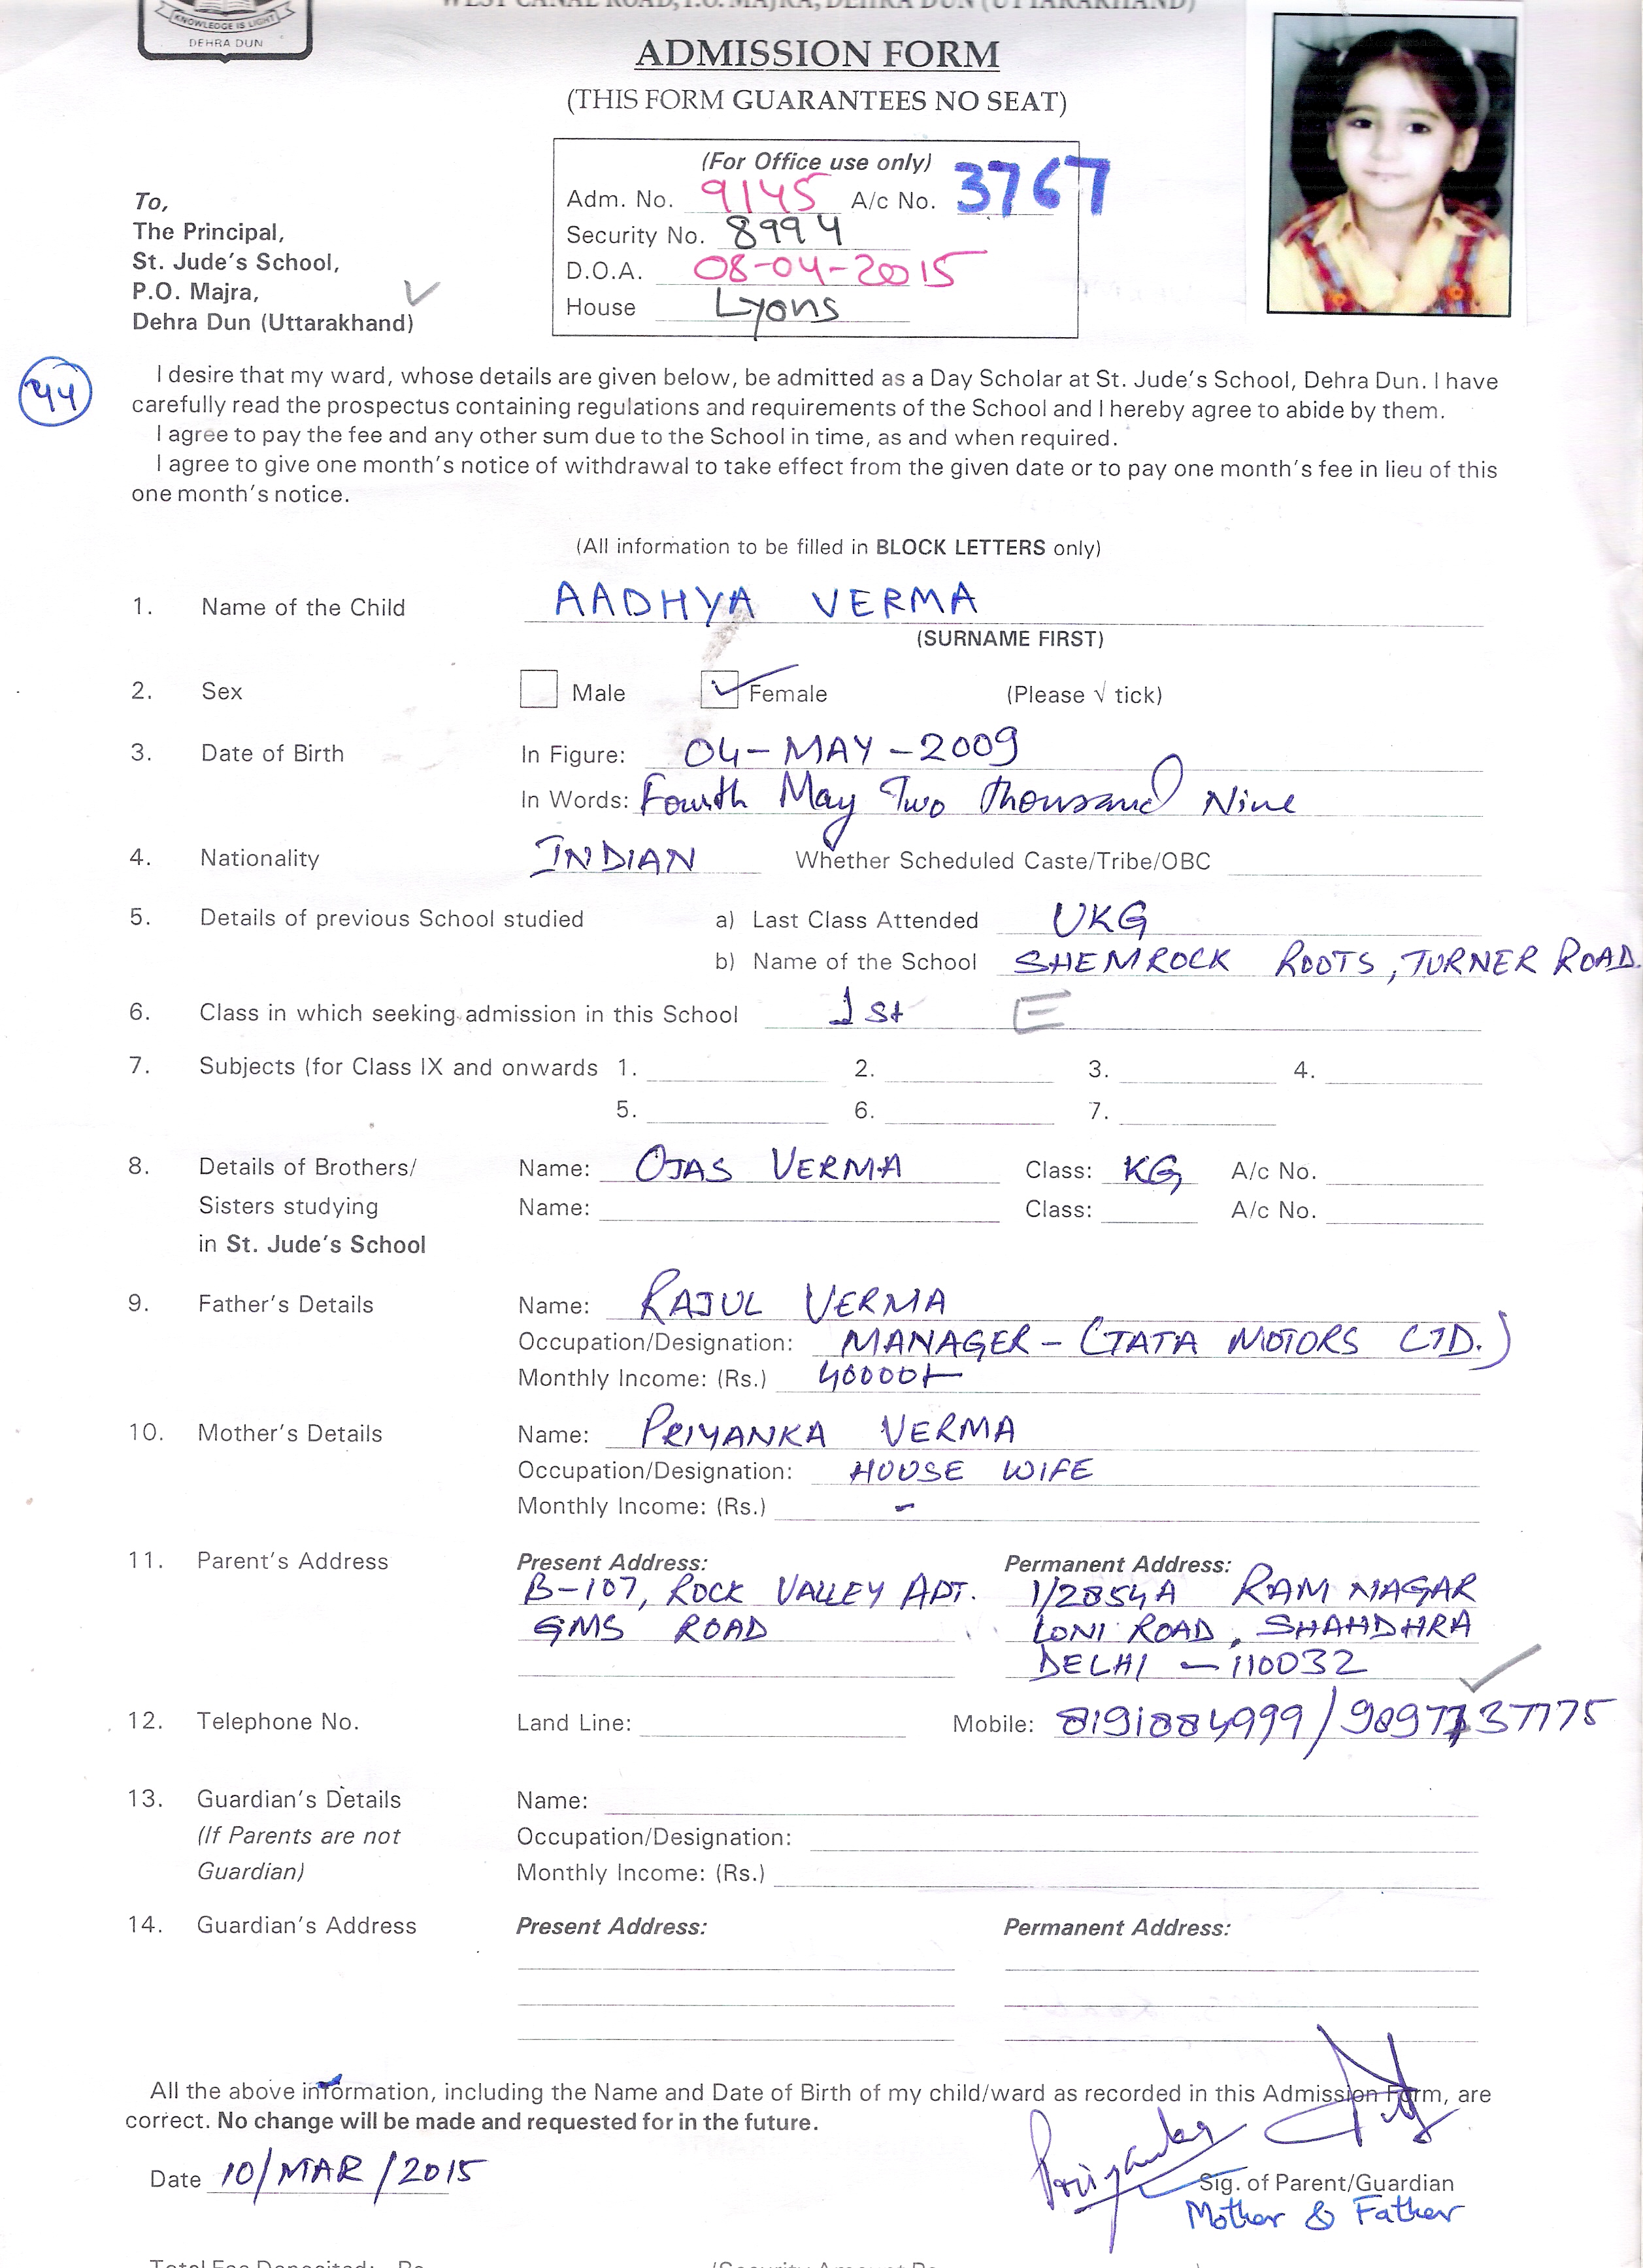 WEST CANAL ROAD, P.O. MAJRA, DEHRA DUN (UTTARAKHAND)
KNOWLEDGE IS LIGHT
DEHRA DUN
ADMISSION FORM
(THIS FORM GUARANTEES NO SEAT)
(For Office use only)
Adm. No. 9145 A/c No. 3767
Security No. 8994
D.O.A. 08-04-2015
House Lyons
To,
The Principal,
St. Jude's School,
P.O. Majra,
Dehra Dun (Uttarakhand)
44
I desire that my ward, whose details are given below, be admitted as a Day Scholar at St. Jude's School, Dehra Dun. I have
carefully read the prospectus containing regulations and requirements of the School and I hereby agree to abide by them.
I agree to pay the fee and any other sum due to the School in time, as and when required.
I agree to give one month's notice of withdrawal to take effect from the given date or to pay one month's fee in lieu of this
one month's notice.
(All information to be filled in BLOCK LETTERS only)
1. Name of the Child AADHYA VERMA
(SURNAME FIRST)
2. Sex Male ✓ Female (Please √ tick)
3. Date of Birth In Figure: 04-MAY-2009
In Words: Fourth May Two thousand Nine
4. Nationality INDIAN Whether Scheduled Caste/Tribe/OBC
5. Details of previous School studied a) Last Class Attended UKG
b) Name of the School SHEMROCK ROOTS, TURNER ROAD.
6. Class in which seeking admission in this School 1st E
7. Subjects (for Class IX and onwards 1. 2. 3. 4.
5. 6. 7.
8. Details of Brothers/ Name: OJAS VERMA Class: KG A/c No.
Sisters studying Name: Class: A/c No.
in St. Jude's School
9. Father's Details Name: RAJUL VERMA
Occupation/Designation: MANAGER - (TATA MOTORS LTD.)
Monthly Income: (Rs.) 40000/-
10. Mother's Details Name: PRIYANKA VERMA
Occupation/Designation: HOUSE WIFE
Monthly Income: (Rs.) -
11. Parent's Address Present Address: Permanent Address:
B-107, ROCK VALLEY APT. 1/2854A RAM NAGAR
GMS ROAD LONI ROAD, SHAHDHRA
DELHI - 110032
12. Telephone No. Land Line: Mobile: 8191884999/9897737775
13. Guardian's Details Name:
(If Parents are not Occupation/Designation:
Guardian) Monthly Income: (Rs.)
14. Guardian's Address Present Address: Permanent Address:
All the above information, including the Name and Date of Birth of my child/ward as recorded in this Admission Form, are
correct. No change will be made and requested for in the future.
Date 10/MAR/2015 Priyanka
Sig. of Parent/Guardian
Mother & Father